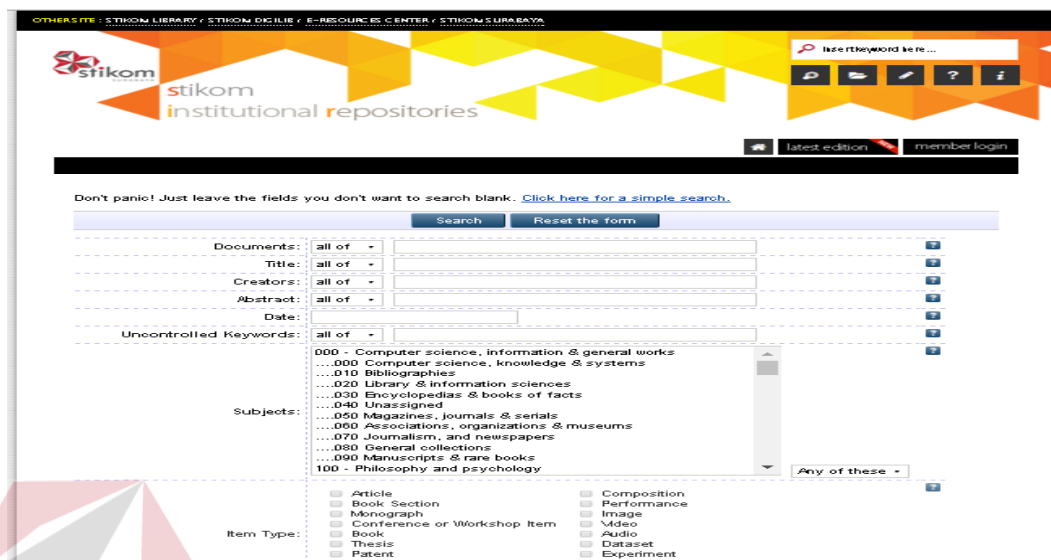 OTHER SITE : STIKOM LIBRARY / STIKOM DIGILIB / E-RESOURCES CENTER / STIKOM SURABAYA
Insert keyword here...
stikom
SURABAYA
stikom
institutional repositories
? i
latest edition NEW member login
Don't panic! Just leave the fields you don't want to search blank. Click here for a simple search.
Search Reset the form
Documents: all of ?
Title: all of ?
Creators: all of ?
Abstract: all of ?
Date: ?
Uncontrolled Keywords: all of ?
Subjects: ?
000 - Computer science, information & general works
....000 Computer science, knowledge & systems
....010 Bibliographies
....020 Library & information sciences
....030 Encyclopedias & books of facts
....040 Unassigned
....050 Magazines, journals & serials
....060 Associations, organizations & museums
....070 Journalism, and newspapers
....080 General collections
....090 Manuscripts & rare books
100 - Philosophy and psychology
Any of these
Item Type: ?
Article Composition
Book Section Performance
Monograph Image
Conference or Workshop Item Video
Book Audio
Thesis Dataset
Patent Experiment